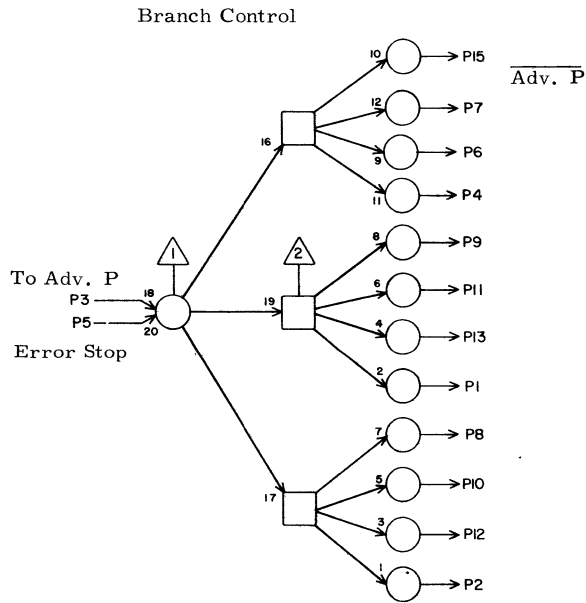 Branch Control
10 P15
Adv. P
12 P7
16
9 P6
11 P4
1
2
8 P9
To Adv. P
P3 18
19
6 P11
P5 20
4 P13
Error Stop
2 P1
7 P8
17
5 P10
3 P12
1 P2